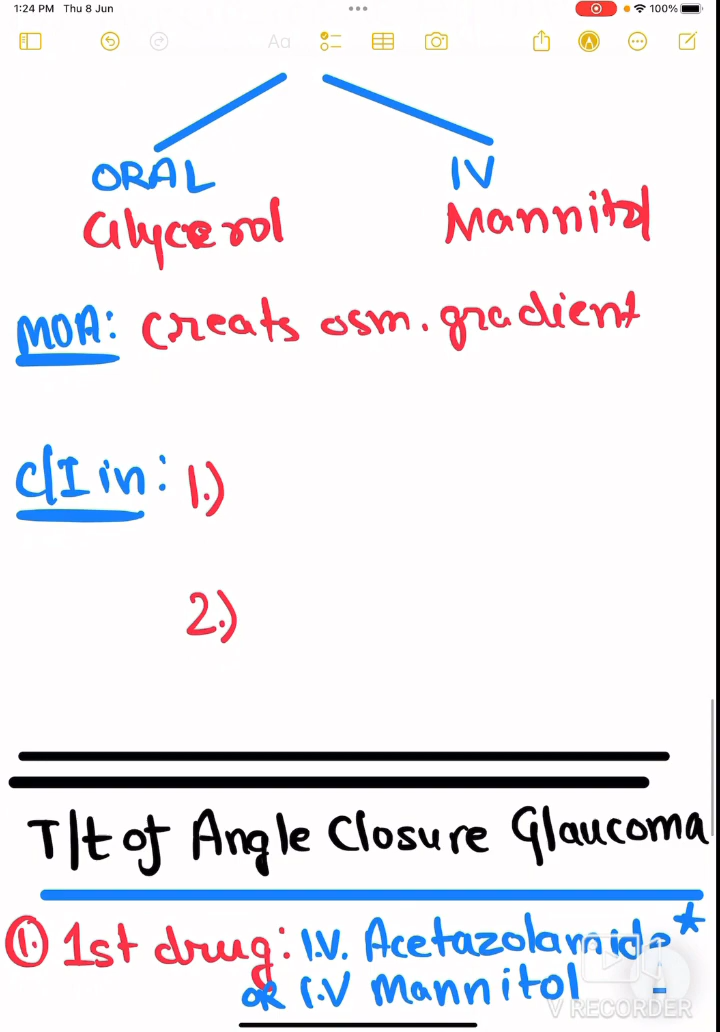 1:24 PM Thu 8 Jun
100%
Aa
ORAL IV
Glycerol Mannitol
MOA: Creats osm. gradient
C/I in: 1.)
2.)
T/t of Angle Closure Glaucoma
1. 1st drug: I.V. Acetazolamide*
OR I.V Mannitol
V RECORDER